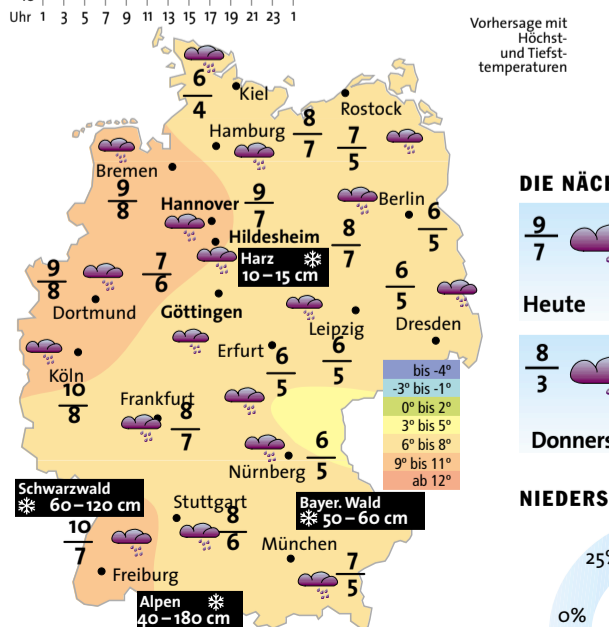 Uhr 1 3 5 7 9 11 13 15 17 19 21 23 1
Vorhersage mit
Höchst-
und Tiefst-
temperaturen
6
4
Kiel
Rostock
Hamburg
8
7
7
5
Bremen
9
8
Hannover
9
7
Berlin
6
5
Hildesheim
8
7
Harz
10–15 cm
9
8
7
6
6
5
Dortmund
Göttingen
Leipzig
Dresden
Köln
10
8
Erfurt
6
5
6
5
Frankfurt
8
7
bis -4°
-3° bis -1°
0° bis 2°
3° bis 5°
6° bis 8°
9° bis 11°
ab 12°
6
5
Nürnberg
Schwarzwald
60–120 cm
Stuttgart
8
6
Bayer. Wald
50–60 cm
10
7
München
7
5
Freiburg
Alpen
40–180 cm
9
7
Heute
8
3
25%
0%